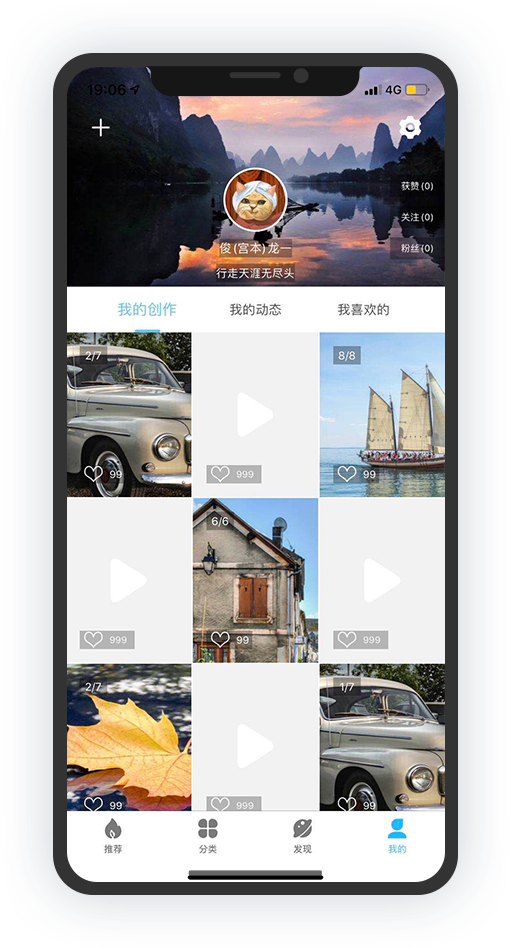 19:06
4G
获赞(0)
关注(0)
粉丝(0)
俊(宫本)龙一
行走天涯无尽头
我的创作 我的动态 我喜欢的
2/7 8/8
99 999 99
6/6
999 99 999
2/7 1/7
99 999 99
推荐 分类 发现 我的